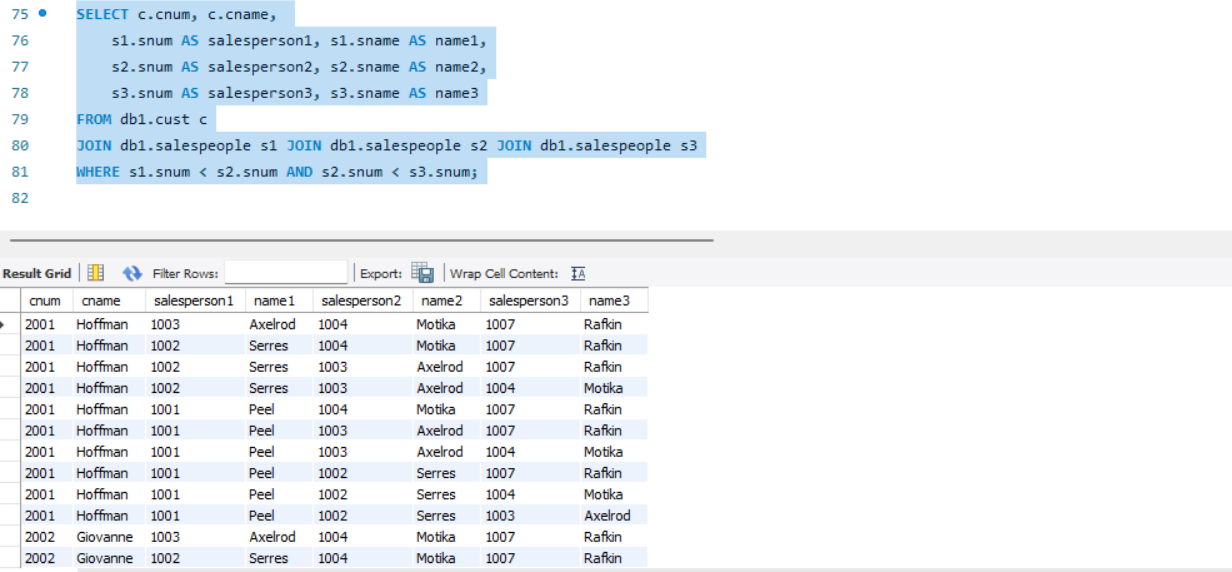 75 SELECT c.cnum, c.cname,
76 s1.snum AS salesperson1, s1.sname AS name1,
77 s2.snum AS salesperson2, s2.sname AS name2,
78 s3.snum AS salesperson3, s3.sname AS name3
79 FROM db1.cust c
80 JOIN db1.salespeople s1 JOIN db1.salespeople s2 JOIN db1.salespeople s3
81 WHERE s1.snum < s2.snum AND s2.snum < s3.snum;
82
Result Grid Filter Rows: Export: Wrap Cell Content: IA
cnum cname salesperson1 name1 salesperson2 name2 salesperson3 name3
2001 Hoffman 1003 Axelrod 1004 Motika 1007 Rafkin
2001 Hoffman 1002 Serres 1004 Motika 1007 Rafkin
2001 Hoffman 1002 Serres 1003 Axelrod 1007 Rafkin
2001 Hoffman 1002 Serres 1003 Axelrod 1004 Motika
2001 Hoffman 1001 Peel 1004 Motika 1007 Rafkin
2001 Hoffman 1001 Peel 1003 Axelrod 1007 Rafkin
2001 Hoffman 1001 Peel 1003 Axelrod 1004 Motika
2001 Hoffman 1001 Peel 1002 Serres 1007 Rafkin
2001 Hoffman 1001 Peel 1002 Serres 1004 Motika
2001 Hoffman 1001 Peel 1002 Serres 1003 Axelrod
2002 Giovanne 1003 Axelrod 1004 Motika 1007 Rafkin
2002 Giovanne 1002 Serres 1004 Motika 1007 Rafkin